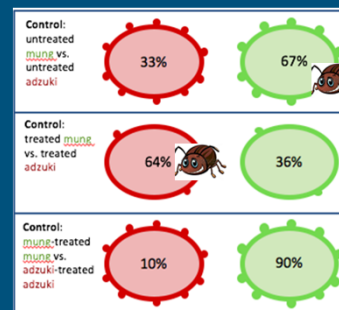 Control:
untreated
mung vs.
untreated
adzuki
33%
67%
Control:
treated mung
vs. treated
adzuki
64%
36%
Control:
mung-treated
mung vs.
adzuki-treated
adzuki
10%
90%